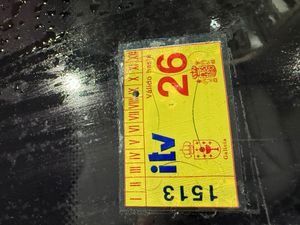 I II III IV V VI VII VIII IX X XI XII
Válido hasta
itv
26
Galicia
1513